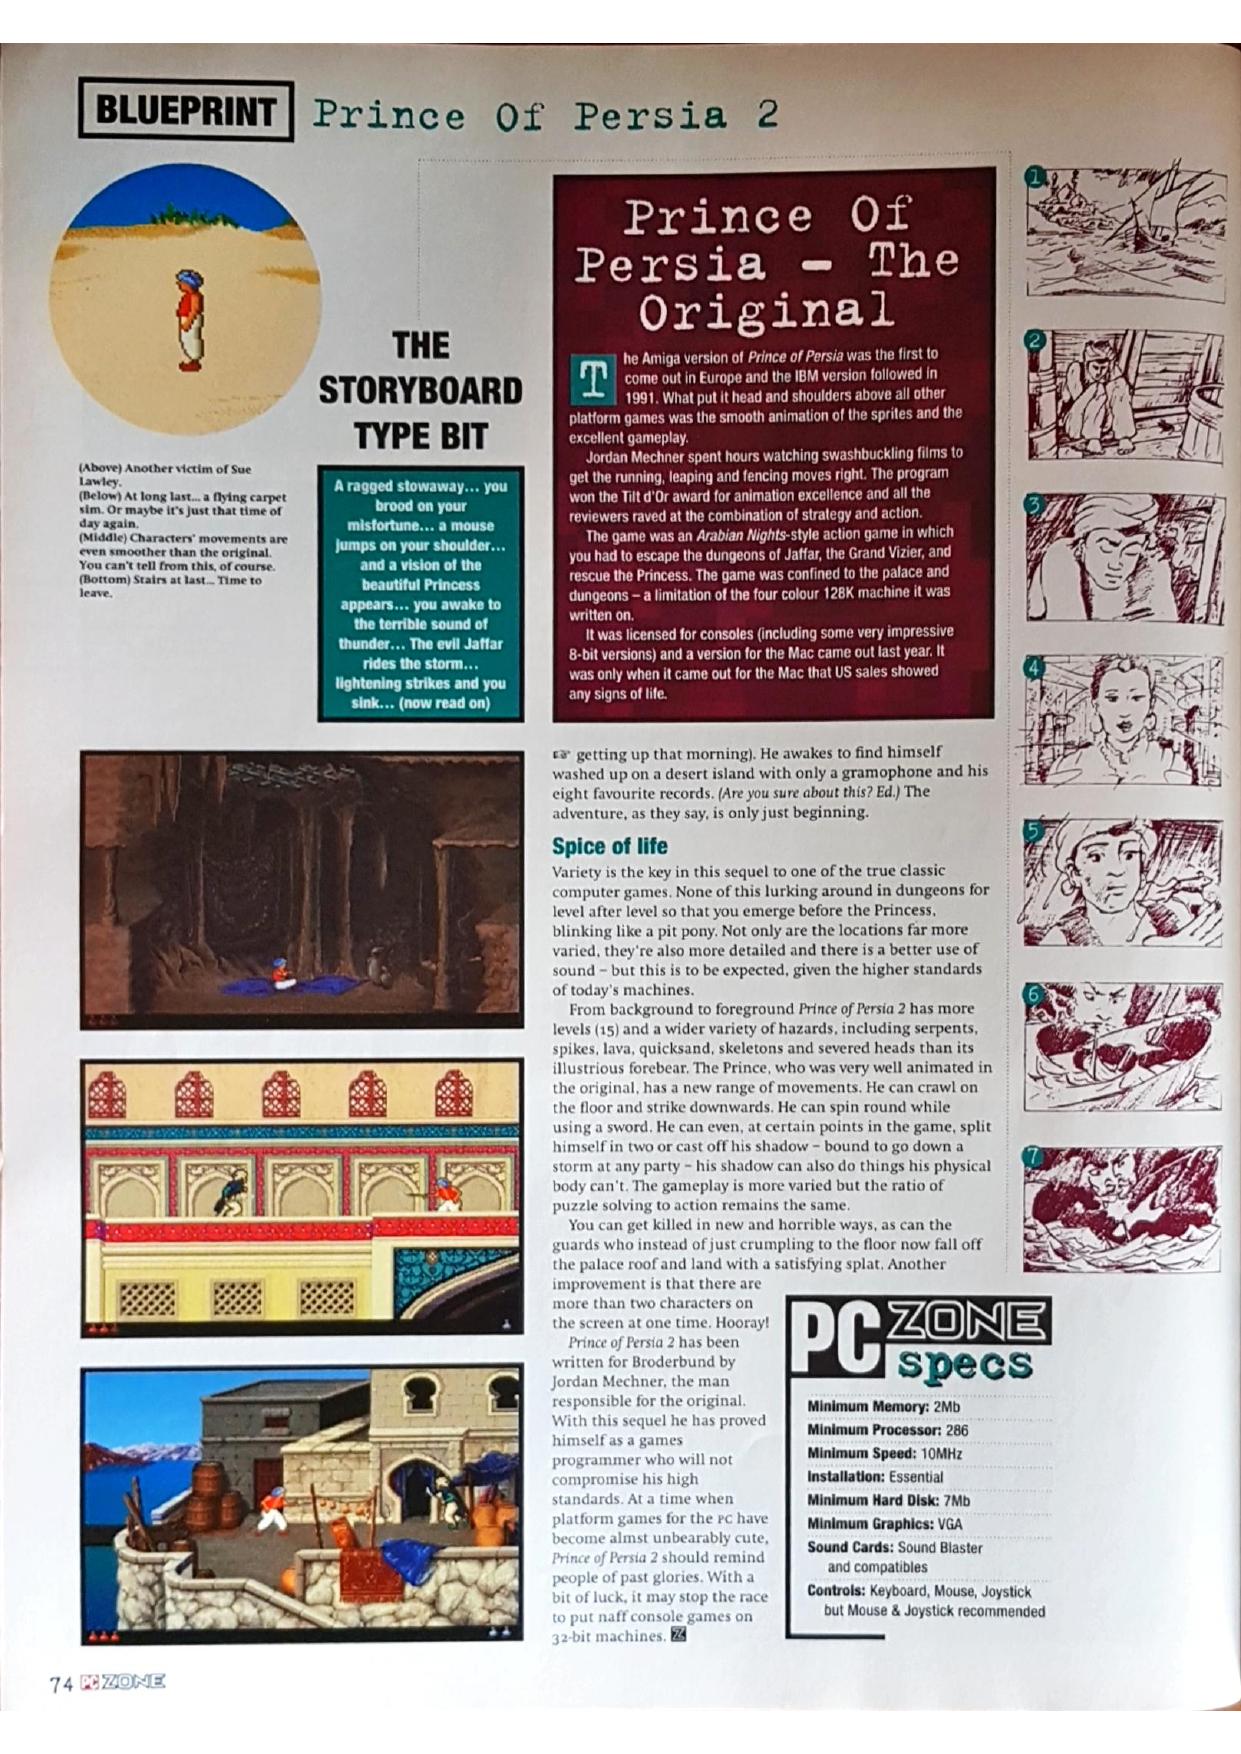 BLUEPRINT Prince Of Persia 2
(Above) Another victim of Sue
Lawley.
(Below) At long last... a flying carpet
sim. Or maybe it's just that time of
day again.
(Middle) Characters' movements are
even smoother than the original.
You can't tell from this, of course.
(Bottom) Stairs at last... Time to
leave.
THE
STORYBOARD
TYPE BIT
A ragged stowaway... you
brood on your
misfortune... a mouse
jumps on your shoulder...
and a vision of the
beautiful Princess
appears... you awake to
the terrible sound of
thunder... The evil Jaffar
rides the storm...
lightening strikes and you
sink... (now read on)
Prince Of
Persia – The
Original
The Amiga version of Prince of Persia was the first to
come out in Europe and the IBM version followed in
1991. What put it head and shoulders above all other
platform games was the smooth animation of the sprites and the
excellent gameplay.
Jordan Mechner spent hours watching swashbuckling films to
get the running, leaping and fencing moves right. The program
won the Tilt d'Or award for animation excellence and all the
reviewers raved at the combination of strategy and action.
The game was an Arabian Nights-style action game in which
you had to escape the dungeons of Jaffar, the Grand Vizier, and
rescue the Princess. The game was confined to the palace and
dungeons – a limitation of the four colour 128K machine it was
written on.
It was licensed for consoles (including some very impressive
8-bit versions) and a version for the Mac came out last year. It
was only when it came out for the Mac that US sales showed
any signs of life.
☞ getting up that morning). He awakes to find himself
washed up on a desert island with only a gramophone and his
eight favourite records. (Are you sure about this? Ed.) The
adventure, as they say, is only just beginning.
Spice of life
Variety is the key in this sequel to one of the true classic
computer games. None of this lurking around in dungeons for
level after level so that you emerge before the Princess,
blinking like a pit pony. Not only are the locations far more
varied, they're also more detailed and there is a better use of
sound – but this is to be expected, given the higher standards
of today's machines.
From background to foreground Prince of Persia 2 has more
levels (15) and a wider variety of hazards, including serpents,
spikes, lava, quicksand, skeletons and severed heads than its
illustrious forebear. The Prince, who was very well animated in
the original, has a new range of movements. He can crawl on
the floor and strike downwards. He can spin round while
using a sword. He can even, at certain points in the game, split
himself in two or cast off his shadow – bound to go down a
storm at any party – his shadow can also do things his physical
body can't. The gameplay is more varied but the ratio of
puzzle solving to action remains the same.
You can get killed in new and horrible ways, as can the
guards who instead of just crumpling to the floor now fall off
the palace roof and land with a satisfying splat. Another
improvement is that there are
more than two characters on
the screen at one time. Hooray!
Prince of Persia 2 has been
written for Broderbund by
Jordan Mechner, the man
responsible for the original.
With this sequel he has proved
himself as a games
programmer who will not
compromise his high
standards. At a time when
platform games for the PC have
become almst unbearably cute,
Prince of Persia 2 should remind
people of past glories. With a
bit of luck, it may stop the race
to put naff console games on
32-bit machines. Z
1
2
3
4
5
6
7
PC ZONE
specs
Minimum Memory: 2Mb
Minimum Processor: 286
Minimum Speed: 10MHz
Installation: Essential
Minimum Hard Disk: 7Mb
Minimum Graphics: VGA
Sound Cards: Sound Blaster
and compatibles
Controls: Keyboard, Mouse, Joystick
but Mouse & Joystick recommended
74 PC ZONE